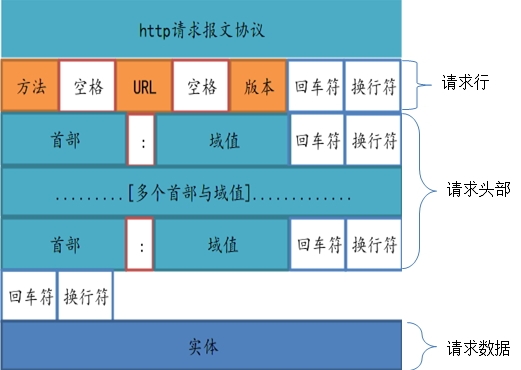 http请求报文协议
方法 空格 URL 空格 版本 回车符 换行符 请求行
首部 : 域值 回车符 换行符
.........[多个首部与域值]............. 请求头部
首部 : 域值 回车符 换行符
回车符 换行符
实体 请求数据